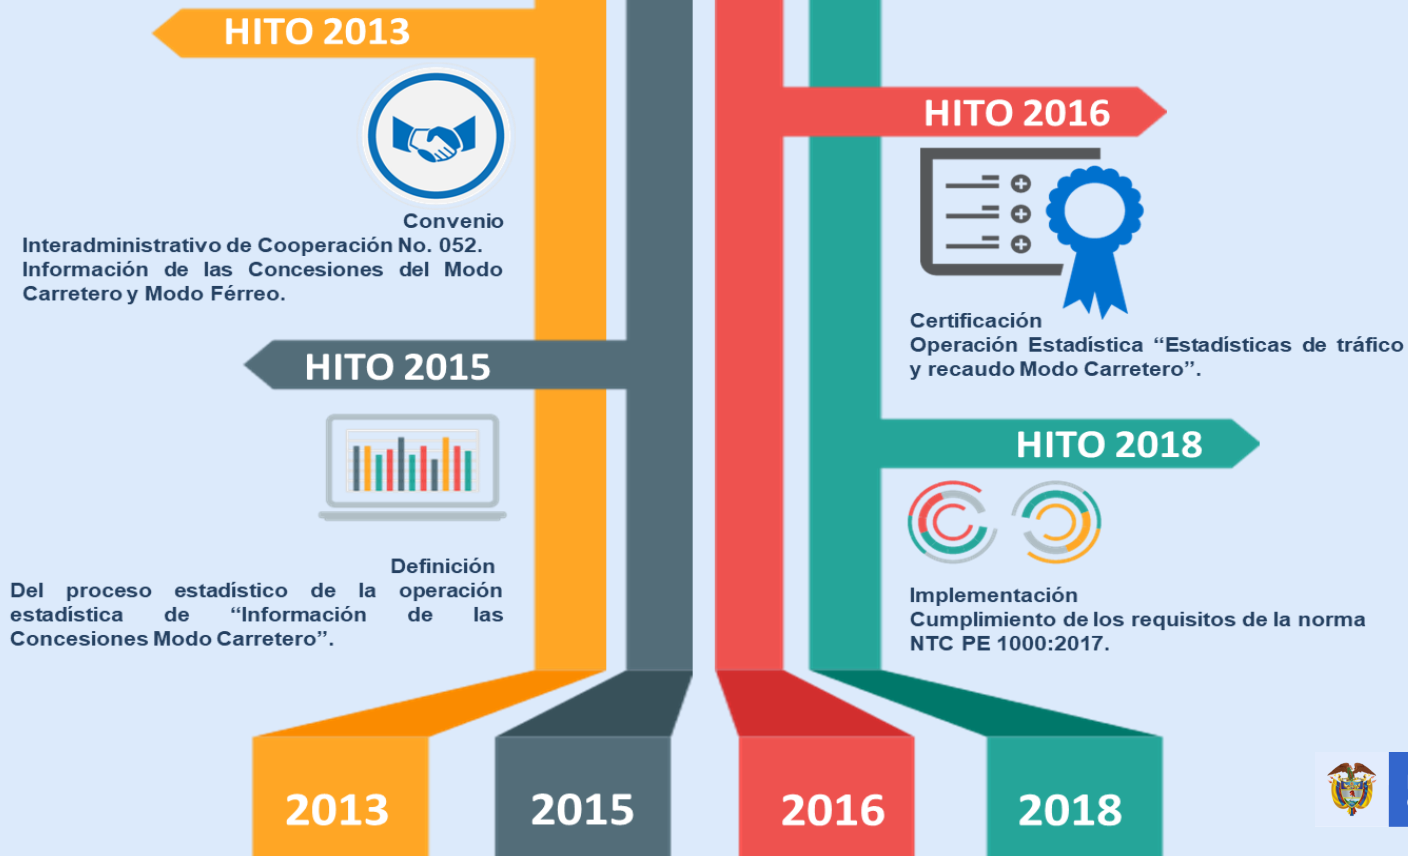 HITO 2013
Convenio
Interadministrativo de Cooperación No. 052.
Información de las Concesiones del Modo
Carretero y Modo Férreo.
HITO 2015
Definición
Del proceso estadístico de la operación
estadística de “Información de las
Concesiones Modo Carretero”.
HITO 2016
Certificación
Operación Estadística “Estadísticas de tráfico
y recaudo Modo Carretero”.
HITO 2018
Implementación
Cumplimiento de los requisitos de la norma
NTC PE 1000:2017.
2013
2015
2016
2018